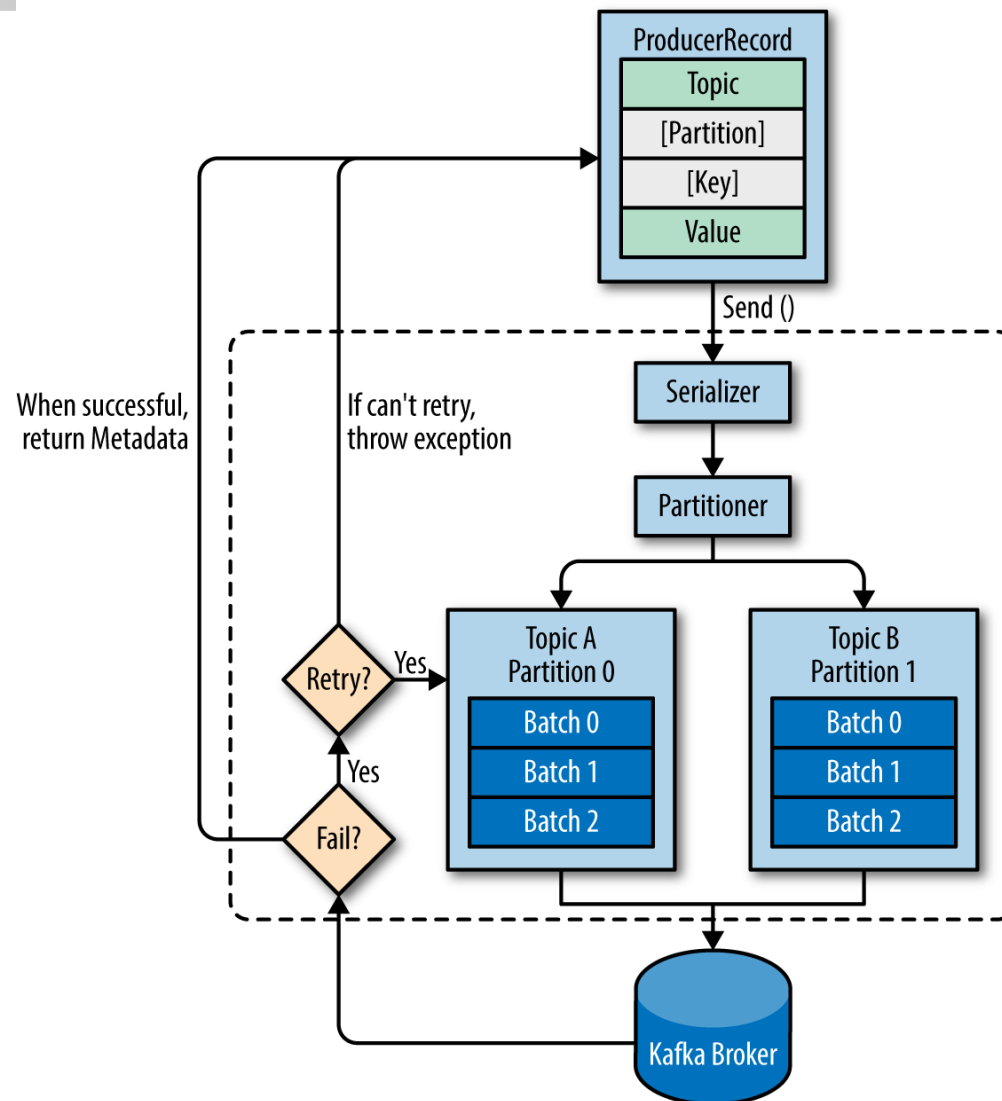 ProducerRecord
Topic
[Partition]
[Key]
Value
Send ()
Serializer
When successful,
return Metadata
If can't retry,
throw exception
Partitioner
Topic A
Partition 0
Batch 0
Batch 1
Batch 2
Topic B
Partition 1
Batch 0
Batch 1
Batch 2
Retry?
Yes
Yes
Fail?
Kafka Broker